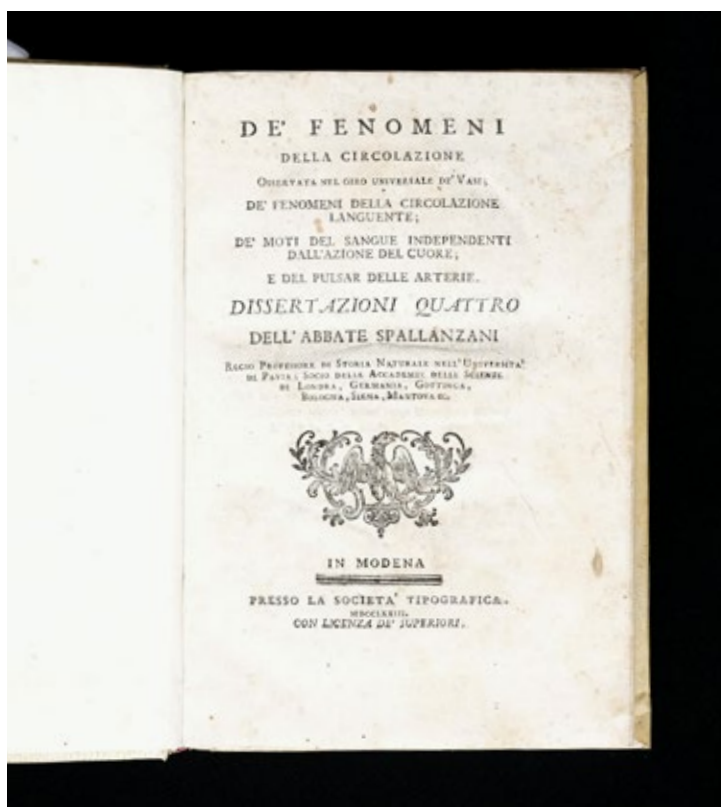 DE' FENOMENI
DELLA CIRCOLAZIONE
OSSERVATA NEL GIRO UNIVERSALE DE' VASI;
DE' FENOMENI DELLA CIRCOLAZIONE
LANGUENTE;
DE' MOTI DEL SANGUE INDEPENDENTI
DALL'AZIONE DEL CUORE;
E DEL PULSAR DELLE ARTERIE.
DISSERTAZIONI QUATTRO
DELL'ABBATE SPALLANZANI
REGIO PROFESSORE DI STORIA NATURALE NELL'UNIVERSITA'
DI PAVIA; SOCIO DELLE ACCADEMIE DELLE SCIENZE
DI LONDRA, GERMANIA, GOTTINGA,
BOLOGNA, SIENA, MANTOVA ec.
IN MODENA
PRESSO LA SOCIETA' TIPOGRAFICA.
MDCCLXXIII.
CON LICENZA DE' SUPERIORI.